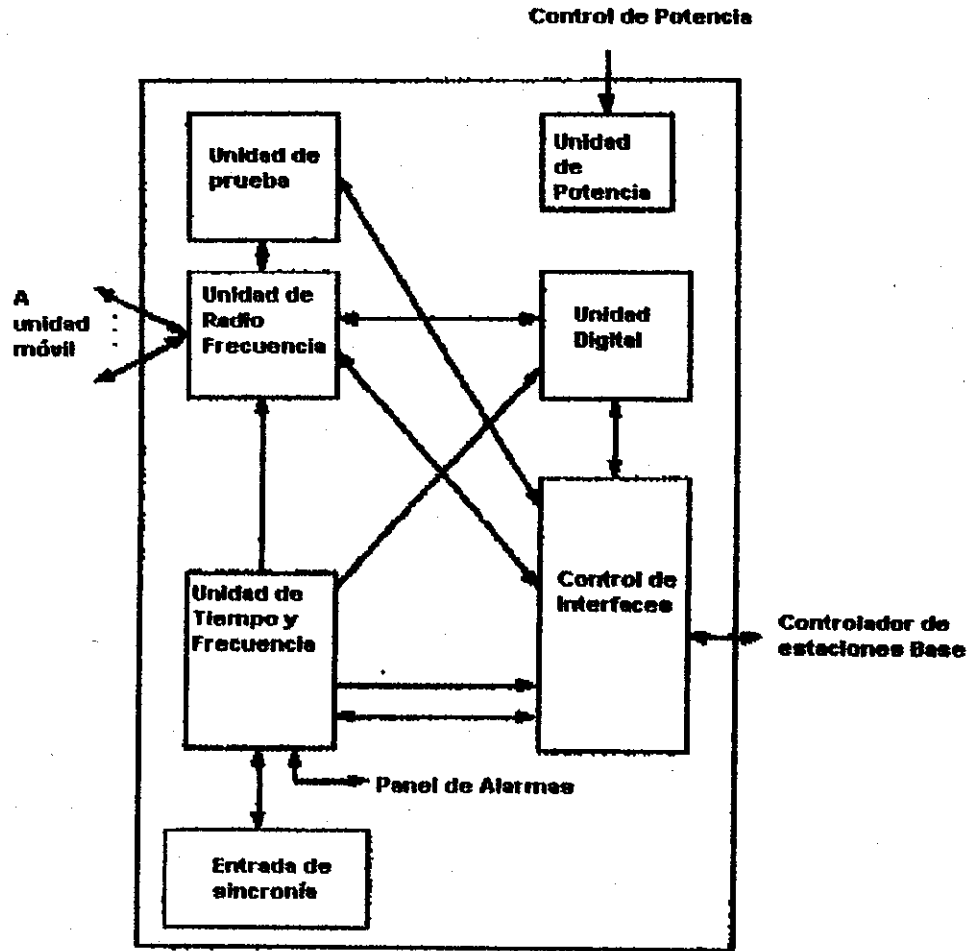 Control de Potencia
Unidad de
prueba
Unidad
de
Potencia
A
unidad
móvil
Unidad de
Radio
Frecuencia
Unidad
Digital
Unidad de
Tiempo y
Frecuencia
Control de
Interfaces
Controlador de
estaciones Base
Panel de Alarmas
Entrada de
sincronía